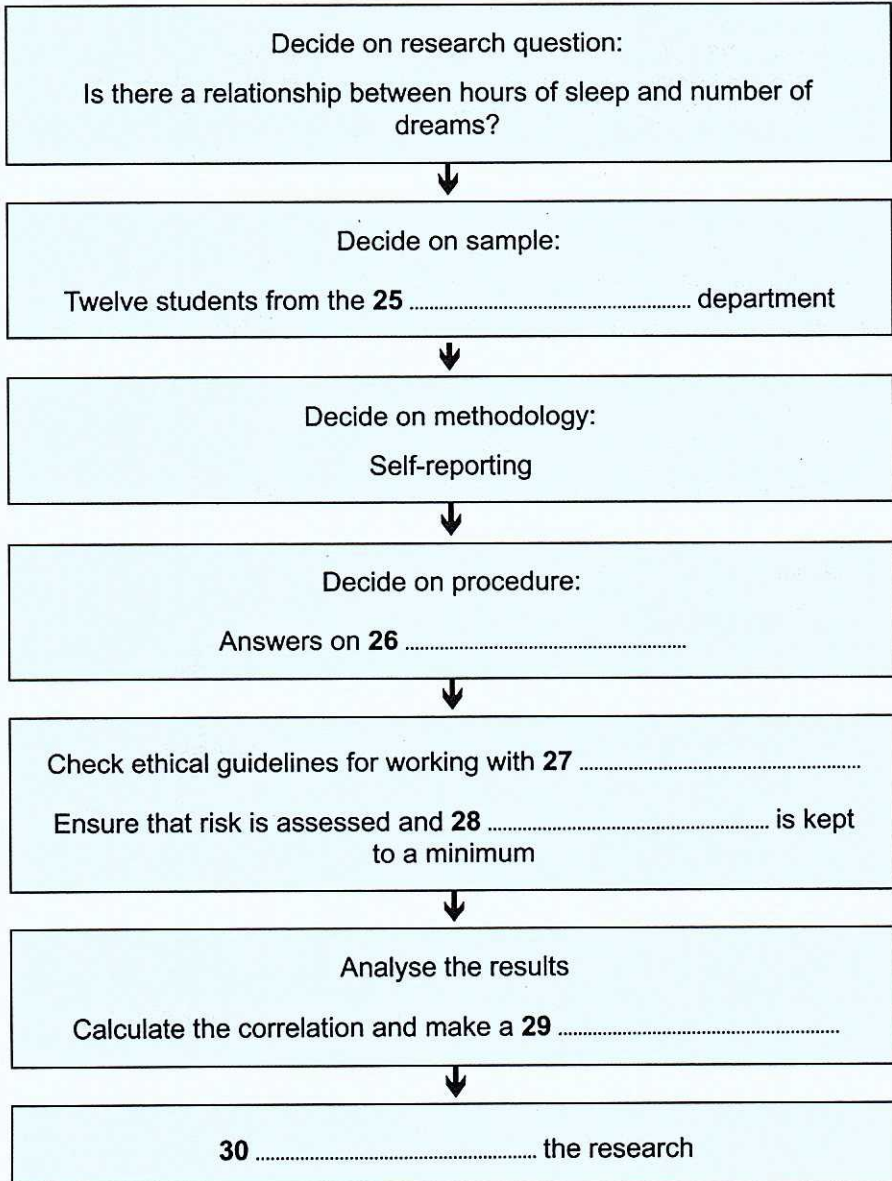 Decide on research question:
Is there a relationship between hours of sleep and number of
dreams?
Decide on sample:
Twelve students from the 25 ................................................ department
Decide on methodology:
Self-reporting
Decide on procedure:
Answers on 26 ................................................
Check ethical guidelines for working with 27 ................................................
Ensure that risk is assessed and 28 ................................................ is kept
to a minimum
Analyse the results
Calculate the correlation and make a 29 ................................................
30 ................................................ the research